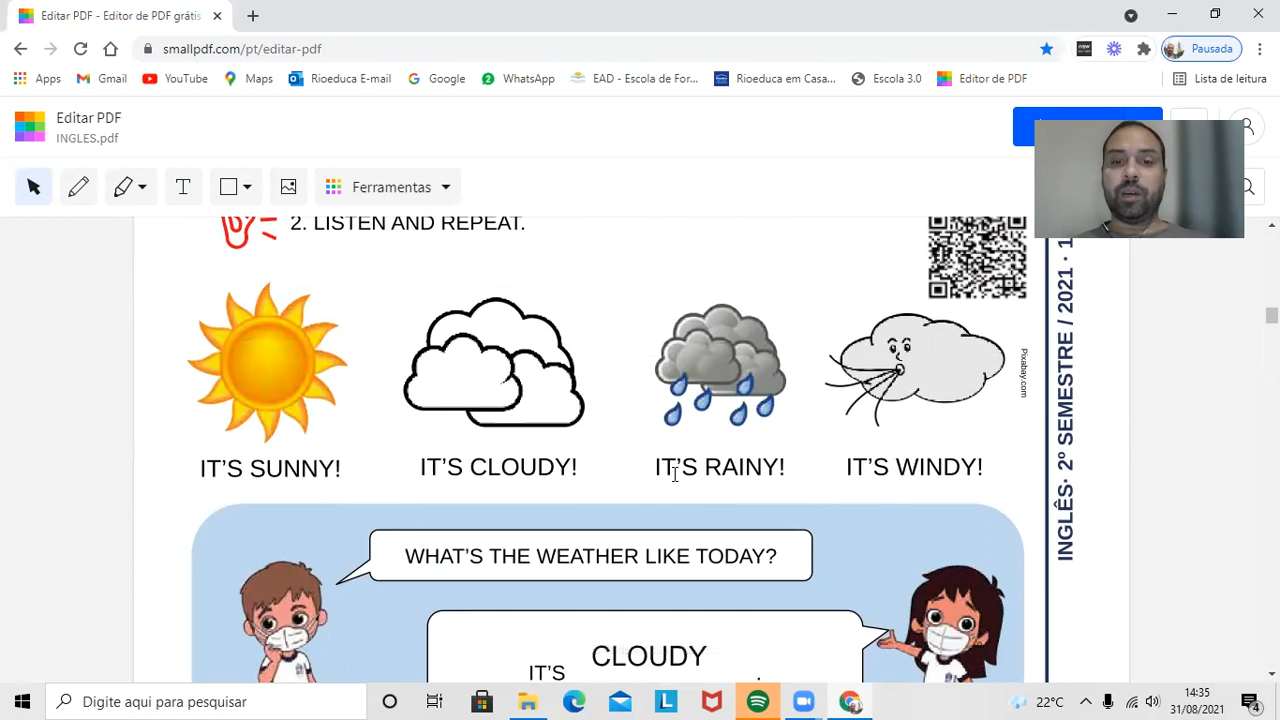 Editar PDF - Editor de PDF grátis
smallpdf.com/pt/editar-pdf
Pausada
Apps
Gmail
YouTube
Maps
Rioeduca E-mail
Google
2 WhatsApp
EAD - Escola de For...
Rioeduca em Casa...
Escola 3.0
Editor de PDF
Lista de leitura
Editar PDF
INGLES.pdf
T
Ferramentas
2. LISTEN AND REPEAT.
IT'S SUNNY!
IT'S CLOUDY!
IT'S RAINY!
IT'S WINDY!
Pixabay.com
INGLÊS· 2º SEMESTRE / 2021 · 1
WHAT'S THE WEATHER LIKE TODAY?
IT'S CLOUDY .
Digite aqui para pesquisar
L
22°C
14:35
31/08/2021
4